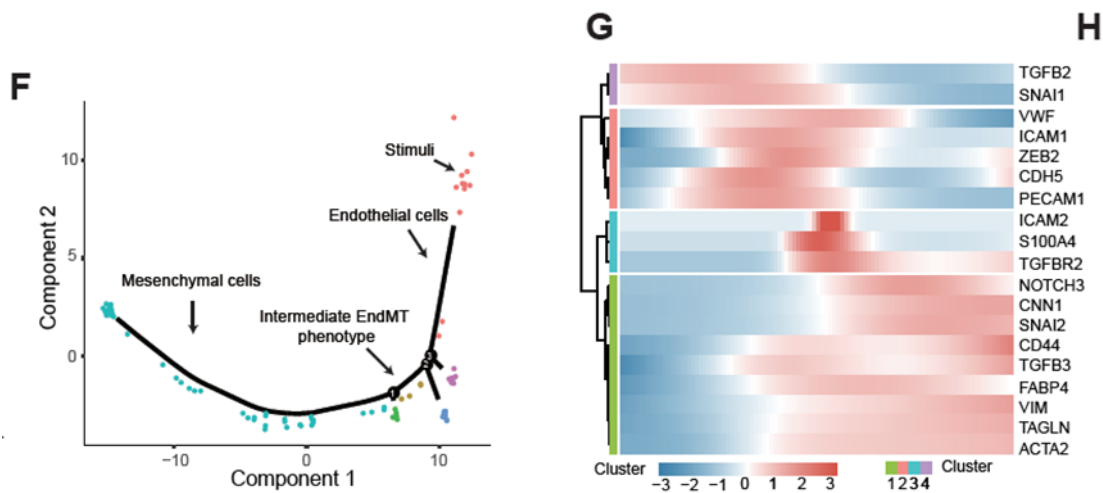 F
G
H
Component 2
10
5
0
−10
0
10
Component 1
Stimuli
Endothelial cells
Mesenchymal cells
Intermediate EndMT
phenotype
1
TGFB2
SNAI1
VWF
ICAM1
ZEB2
CDH5
PECAM1
ICAM2
S100A4
TGFBR2
NOTCH3
CNN1
SNAI2
CD44
TGFB3
FABP4
VIM
TAGLN
ACTA2
Cluster
−3 −2 −1 0 1 2 3
1234
Cluster